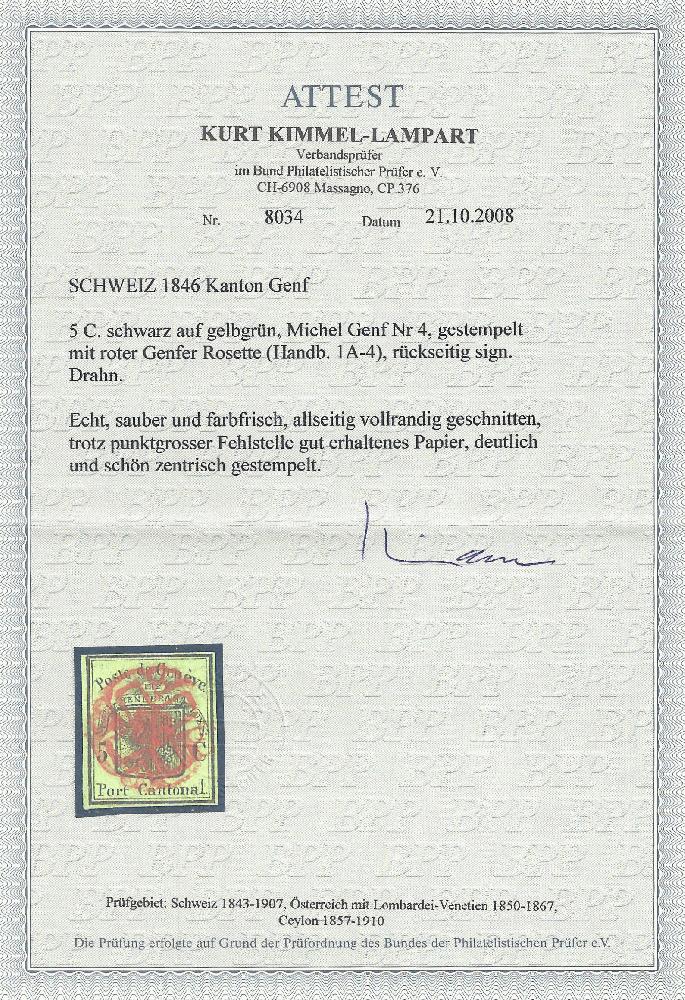 ATTEST
KURT KIMMEL-LAMPART
Verbandsprüfer
im Bund Philatelistischer Prüfer e. V.
CH-6908 Massagno, CP 376
Nr. 8034 Datum 21.10.2008
SCHWEIZ 1846 Kanton Genf
5 C. schwarz auf gelbgrün, Michel Genf Nr 4, gestempelt
mit roter Genfer Rosette (Handb. 1A-4), rückseitig sign.
Drahn.
Echt, sauber und farbfrisch, allseitig vollrandig geschnitten,
trotz punktgrosser Fehlstelle gut erhaltenes Papier, deutlich
und schön zentrisch gestempelt.
Poste de Genève.
5 C
Port Cantonal.
Prüfgebiet: Schweiz 1843-1907, Österreich mit Lombardei-Venetien 1850-1867,
Ceylon 1857-1910
Die Prüfung erfolgte auf Grund der Prüfordnung des Bundes der Philatelistischen Prüfer e.V.